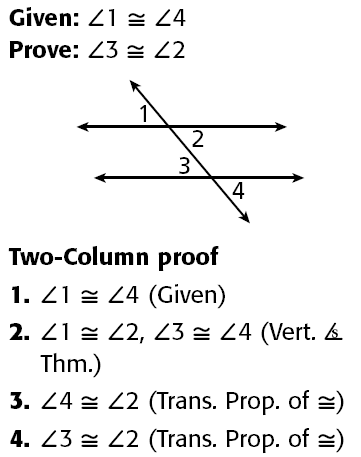 Given: ∠1 ≅ ∠4
Prove: ∠3 ≅ ∠2
1
2
3
4
Two-Column proof
1. ∠1 ≅ ∠4 (Given)
2. ∠1 ≅ ∠2, ∠3 ≅ ∠4 (Vert. ∠s
Thm.)
3. ∠4 ≅ ∠2 (Trans. Prop. of ≅)
4. ∠3 ≅ ∠2 (Trans. Prop. of ≅)